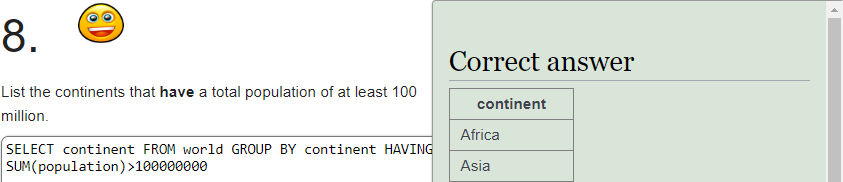 8.
List the continents that have a total population of at least 100
million.
SELECT continent FROM world GROUP BY continent HAVING
SUM(population)>100000000
Correct answer
continent
Africa
Asia